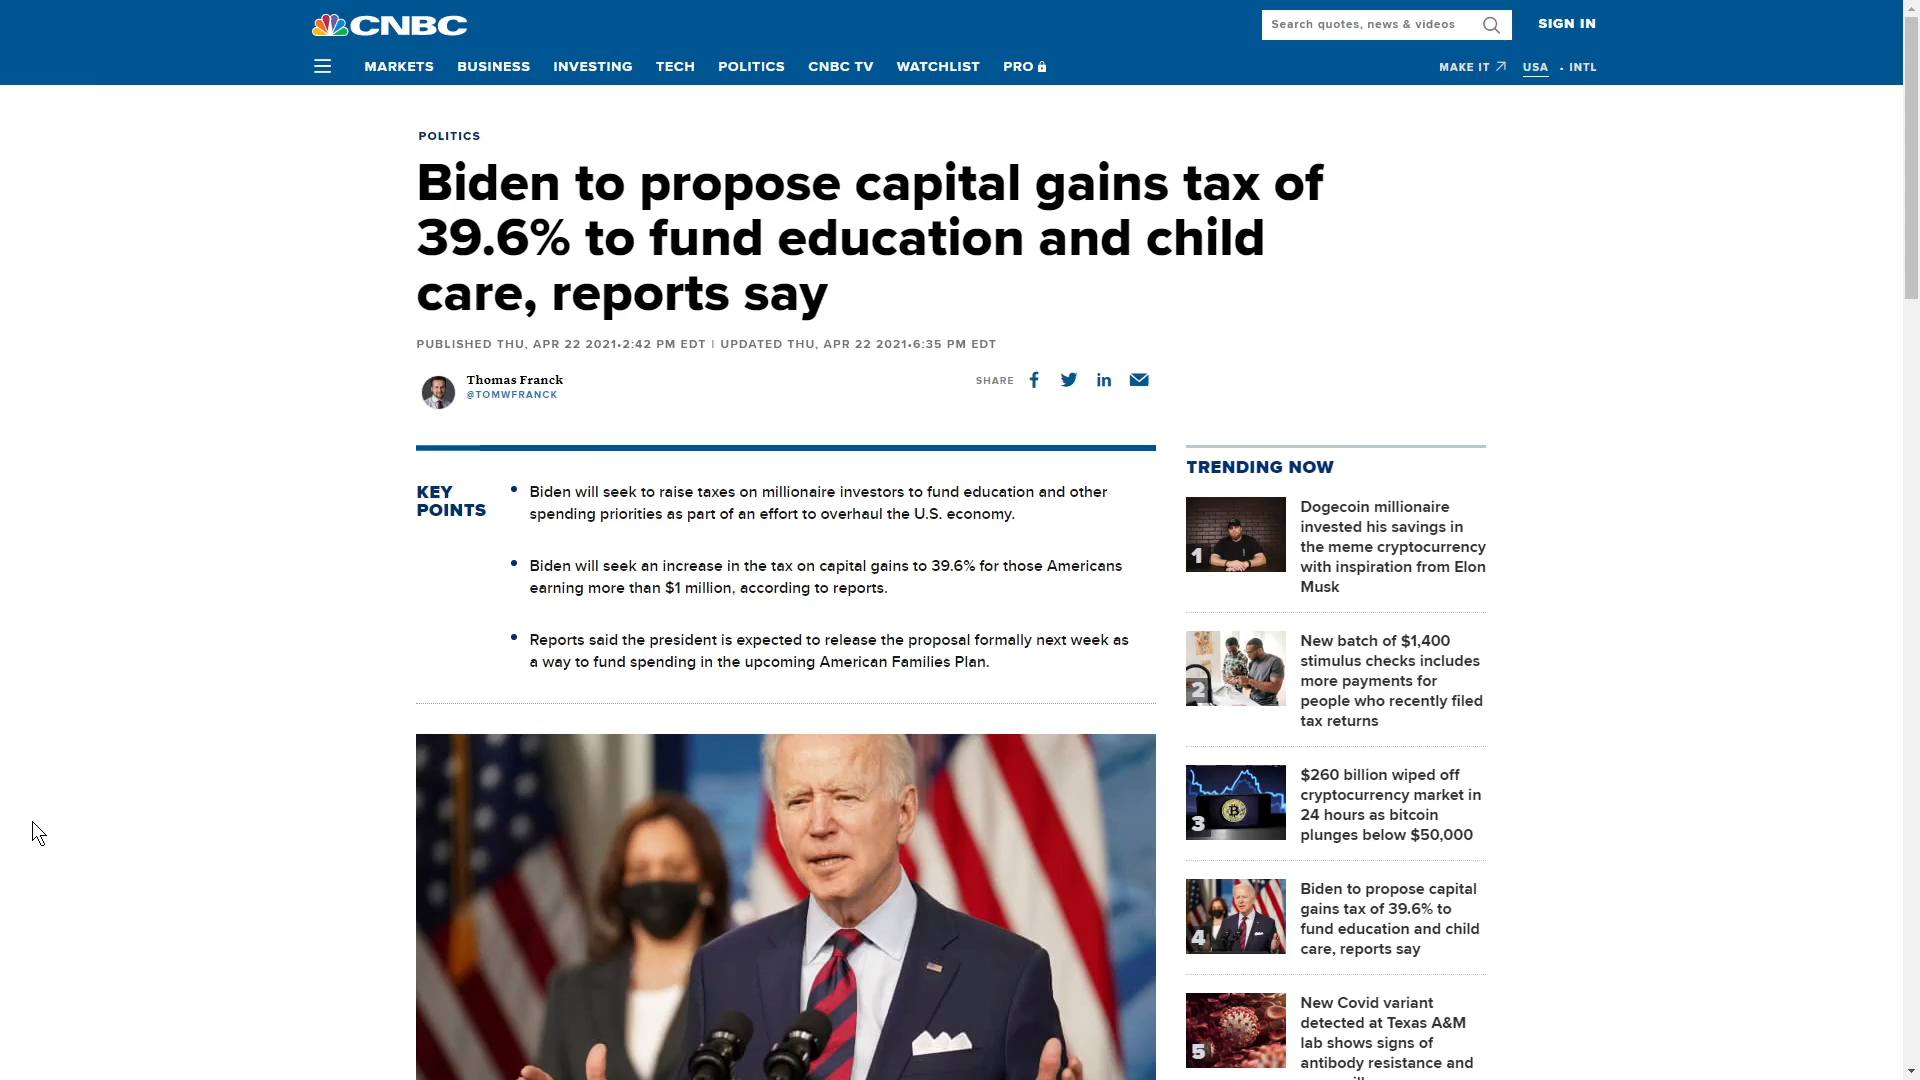 CNBC
Search quotes, news & videos
SIGN IN
MARKETS BUSINESS INVESTING TECH POLITICS CNBC TV WATCHLIST PRO
MAKE IT USA • INTL
POLITICS
Biden to propose capital gains tax of
39.6% to fund education and child
care, reports say
PUBLISHED THU, APR 22 2021•2:42 PM EDT | UPDATED THU, APR 22 2021•6:35 PM EDT
Thomas Franck
@TOMWFRANCK
SHARE
KEY
POINTS
Biden will seek to raise taxes on millionaire investors to fund education and other
spending priorities as part of an effort to overhaul the U.S. economy.
Biden will seek an increase in the tax on capital gains to 39.6% for those Americans
earning more than $1 million, according to reports.
Reports said the president is expected to release the proposal formally next week as
a way to fund spending in the upcoming American Families Plan.
TRENDING NOW
1
Dogecoin millionaire
invested his savings in
the meme cryptocurrency
with inspiration from Elon
Musk
2
New batch of $1,400
stimulus checks includes
more payments for
people who recently filed
tax returns
3
$260 billion wiped off
cryptocurrency market in
24 hours as bitcoin
plunges below $50,000
4
Biden to propose capital
gains tax of 39.6% to
fund education and child
care, reports say
5
New Covid variant
detected at Texas A&M
lab shows signs of
antibody resistance and